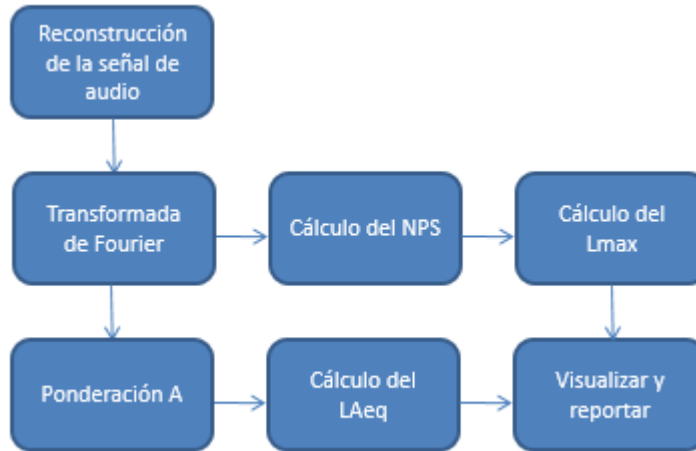 Reconstrucción
de la señal de
audio
Transformada
de Fourier
Cálculo del NPS
Cálculo del
Lmax
Ponderación A
Cálculo del
LAeq
Visualizar y
reportar